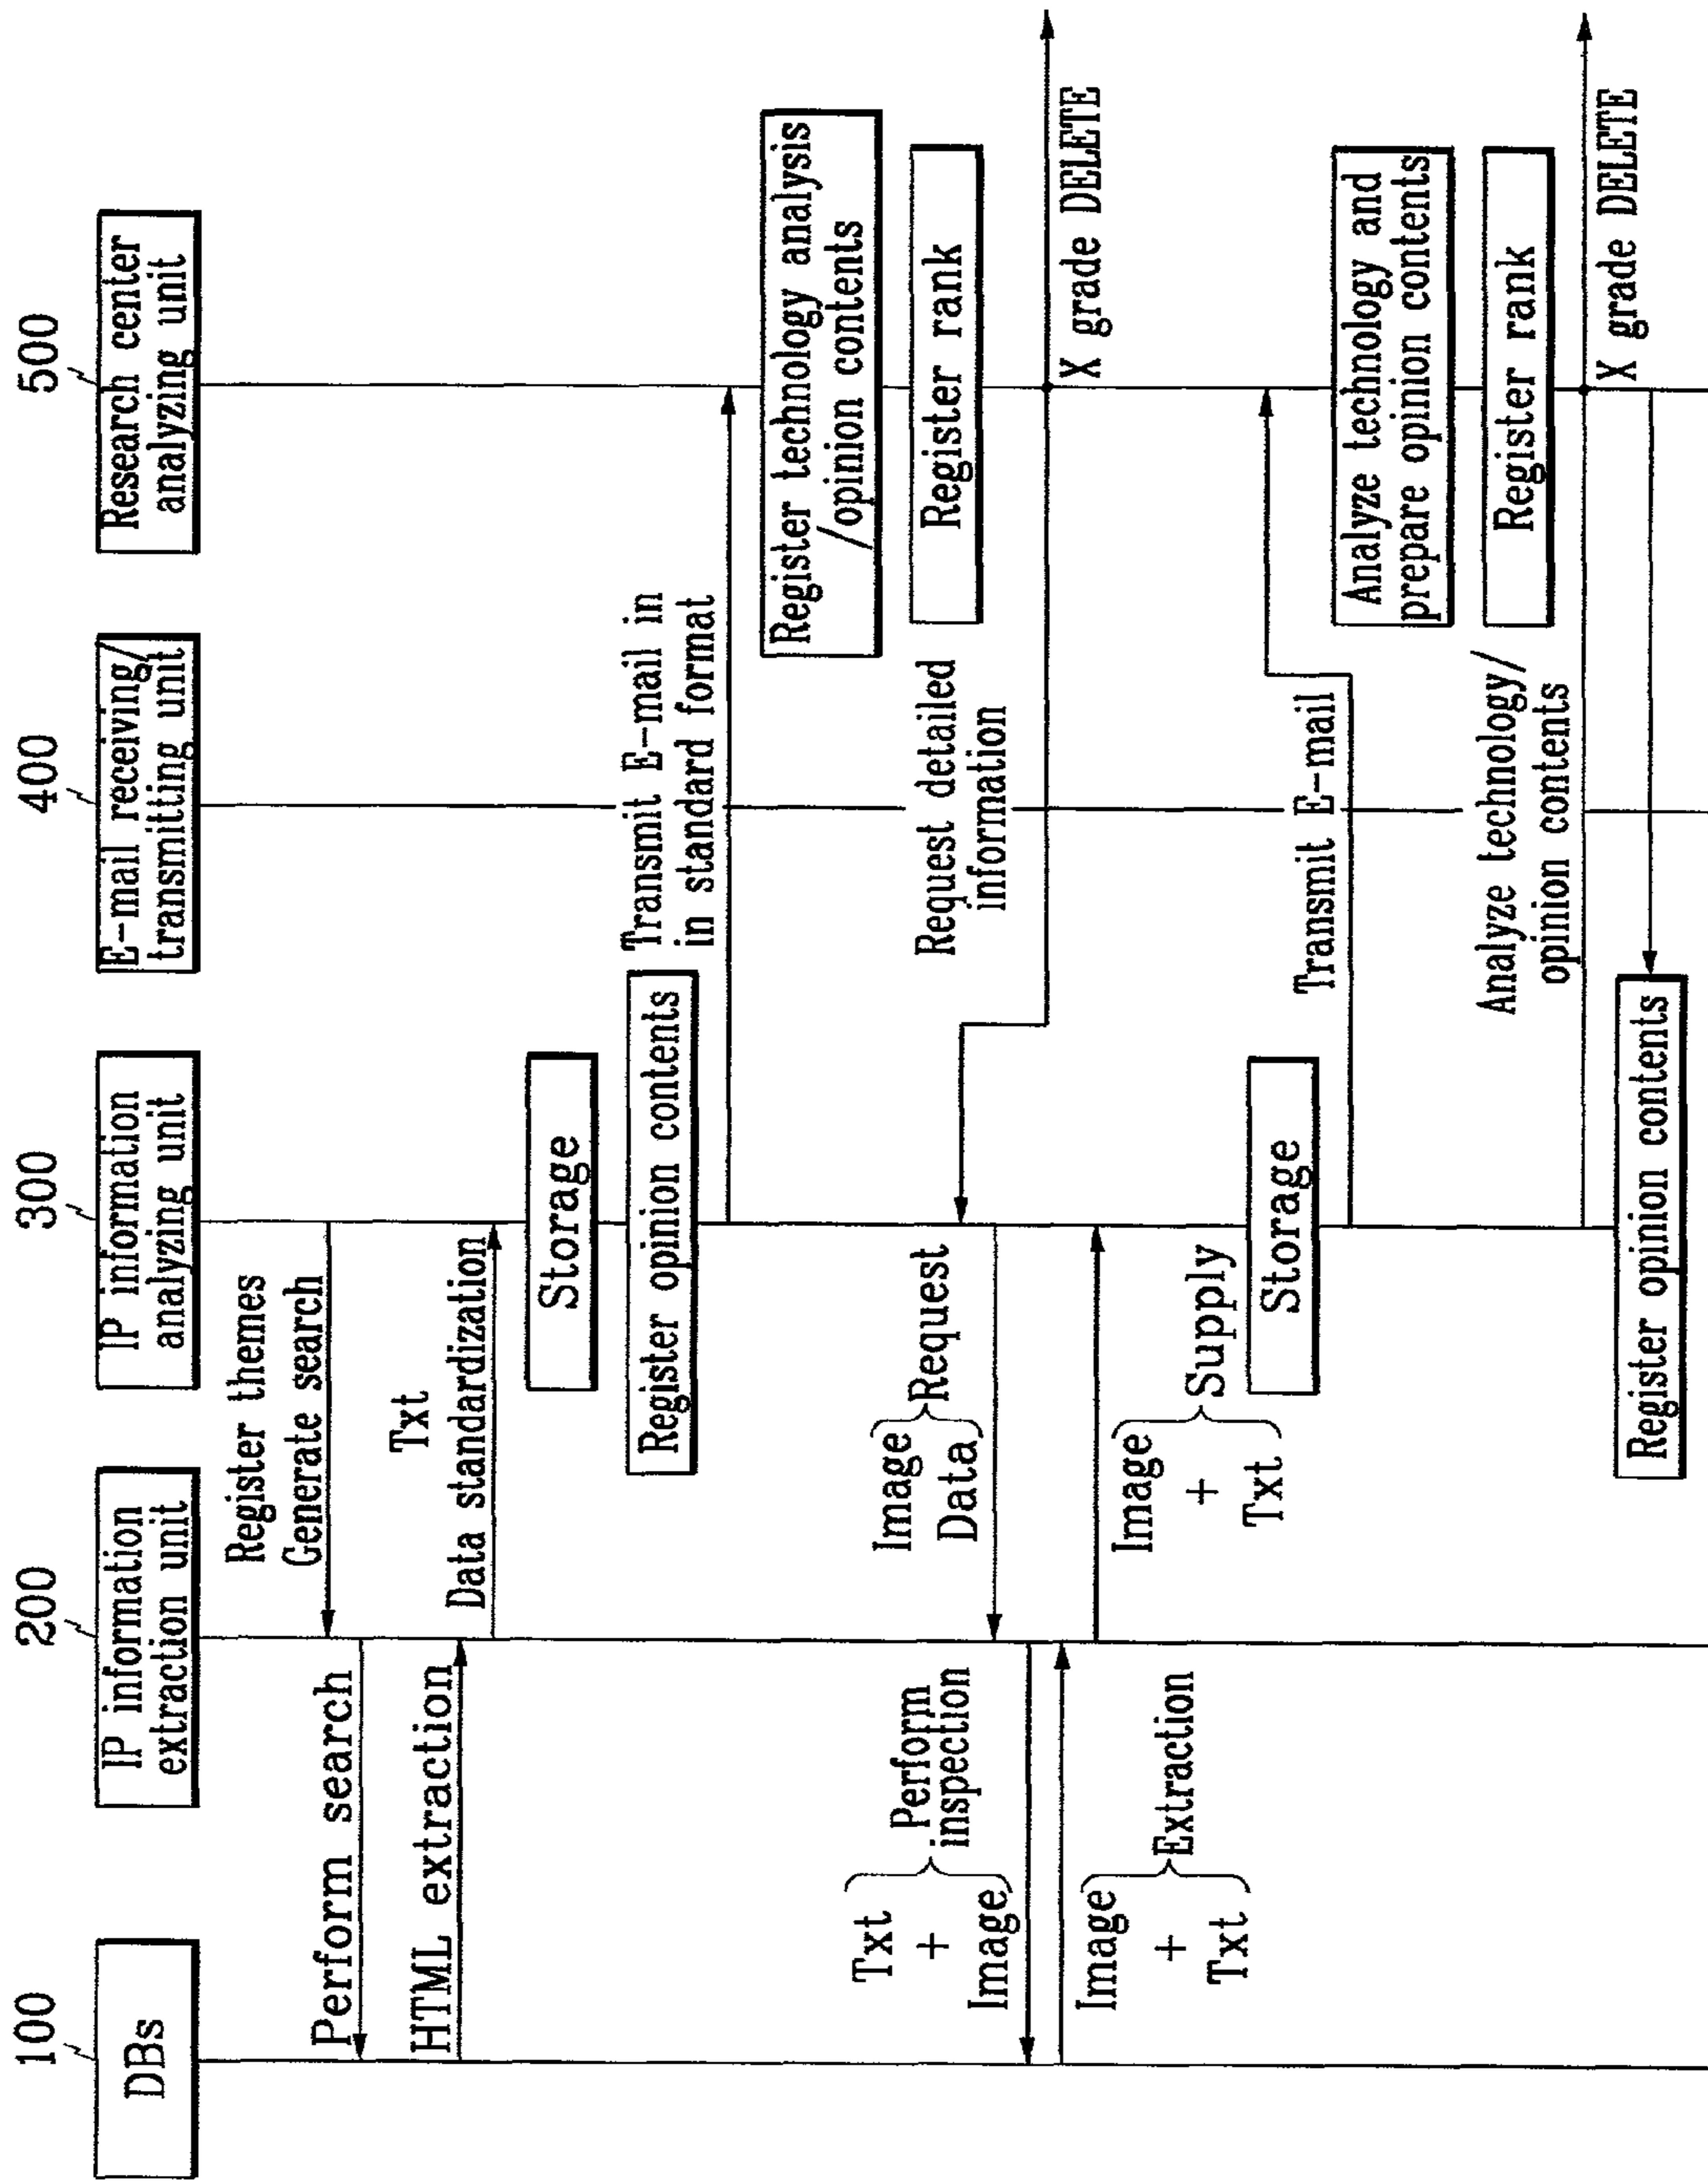 100
DBs
200
IP information
extraction unit
300
IP information
analyzing unit
400
E-mail receiving/
transmitting unit
500
Research center
analyzing unit
Register themes
Generate search
Perform search
Txt
Data standardization
HTML extraction
Storage
Register opinion contents
Transmit E-mail in
in standard format
Register technology analysis
/opinion contents
Register rank
Request detailed
information
X grade DELETE
Image
Data
Request
Txt
+
Image
Perform
inspection
Image
+
Txt
Extraction
Image
+
Txt
Supply
Storage
Transmit E-mail
Analyze technology and
prepare opinion contents
Register rank
Analyze technology/
opinion contents
X grade DELETE
Register opinion contents